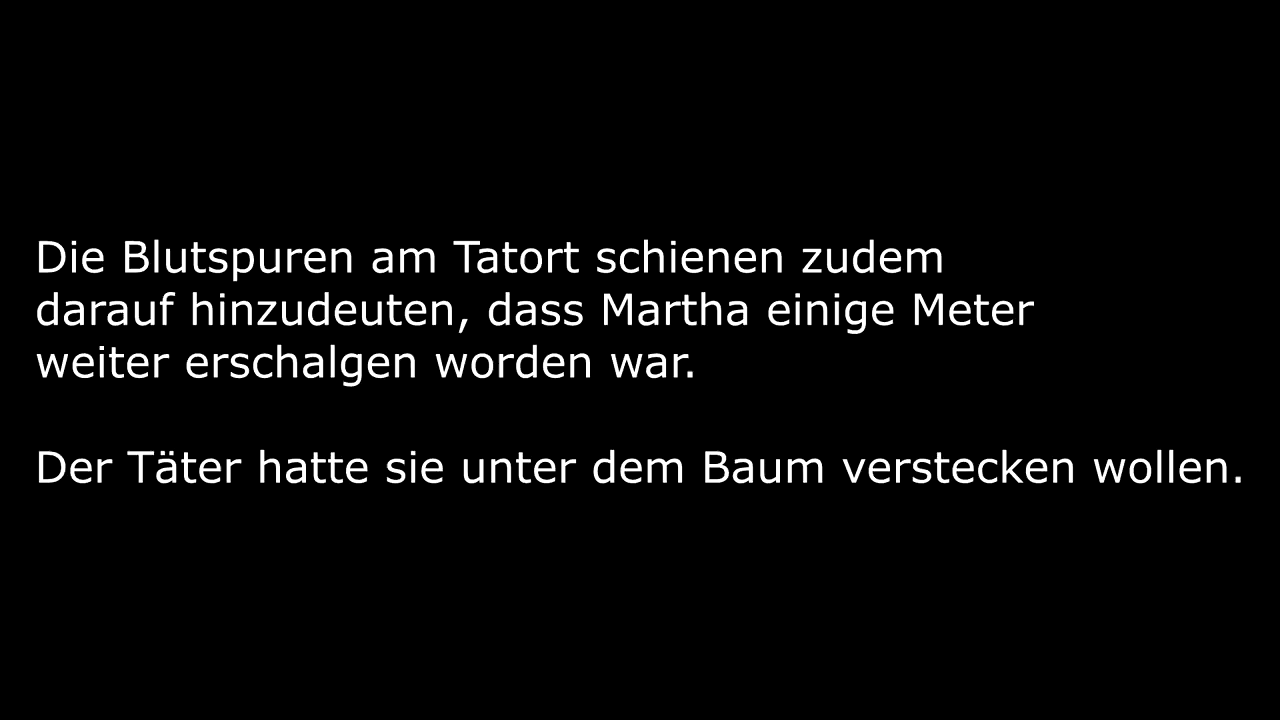 Die Blutspuren am Tatort schienen zudem
darauf hinzudeuten, dass Martha einige Meter
weiter erschalgen worden war.
Der Täter hatte sie unter dem Baum verstecken wollen.